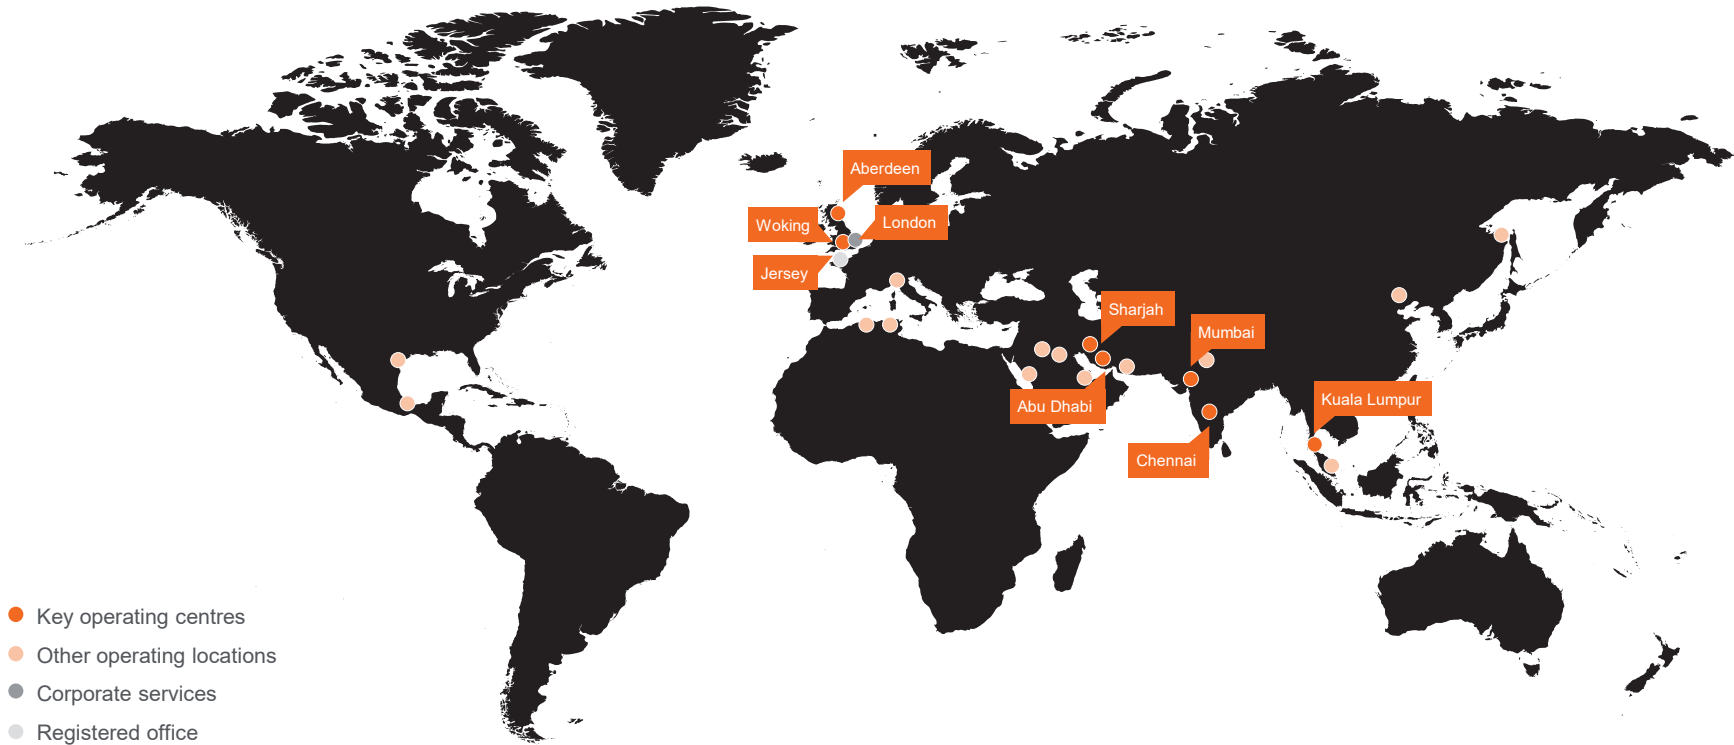 Aberdeen
Woking
London
Jersey
Sharjah
Mumbai
Abu Dhabi
Kuala Lumpur
Chennai
Key operating centres
Other operating locations
Corporate services
Registered office